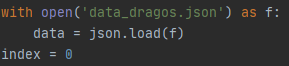 with open('data_dragos.json') as f:
    data = json.load(f)
index = 0